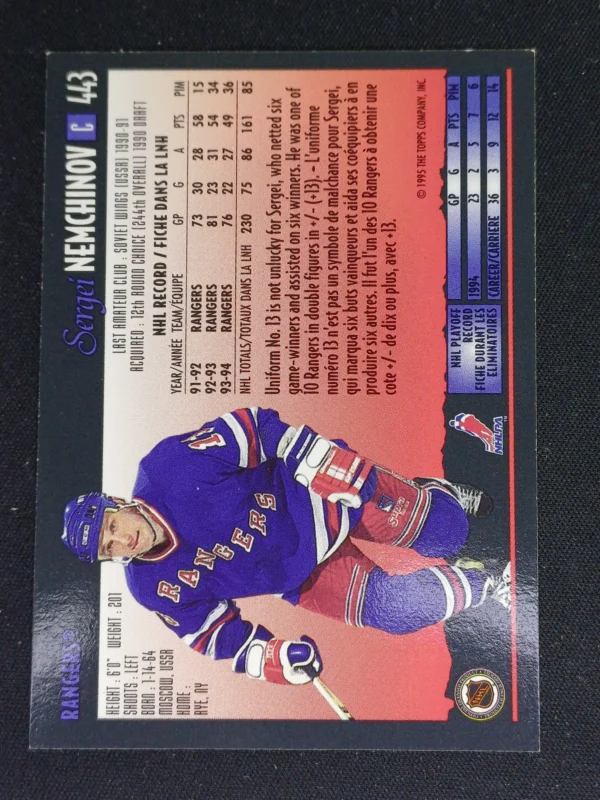 RANGERS®
Sergei NEMCHINOV C 443
HEIGHT : 6'0" WEIGHT : 201
SHOOTS : LEFT
BORN : 1-14-64
MOSCOW, USSR
HOME :
RYE, NY
LAST AMATEUR CLUB : SOVIET WINGS (USSR) 1990-91
ACQUIRED : 12th ROUND CHOICE (244th OVERALL) 1990 DRAFT
NHL RECORD / FICHE DANS LA LNH
YEAR/ANNÉE TEAM/ÉQUIPE GP G A PTS PIM
91-92 RANGERS 73 30 28 58 15
92-93 RANGERS 81 23 31 54 34
93-94 RANGERS 76 22 27 49 36
NHL TOTALS/TOTAUX DANS LA LNH 230 75 86 161 85
Uniform No. 13 is not unlucky for Sergei, who netted six
game-winners and assisted on six winners. He was one of
10 Rangers in double figures in +/- (+13). – L'uniforme
numéro 13 n'est pas un symbole de malchance pour Sergei,
qui marqua six buts vainqueurs et aida ses coéquipiers à en
produire six autres. Il fut l'un des 10 Rangers à obtenir une
cote +/- de dix ou plus, avec +13.
© 1995 THE TOPPS COMPANY, INC.
NHL PLAYOFF
RECORD
FICHE DURANT LES
ÉLIMINATOIRES
GP G A PTS PIM
1994 23 2 5 7 6
CAREER/CARRIÈRE 36 3 9 12 14
RANGERS
NHLPA
NHL